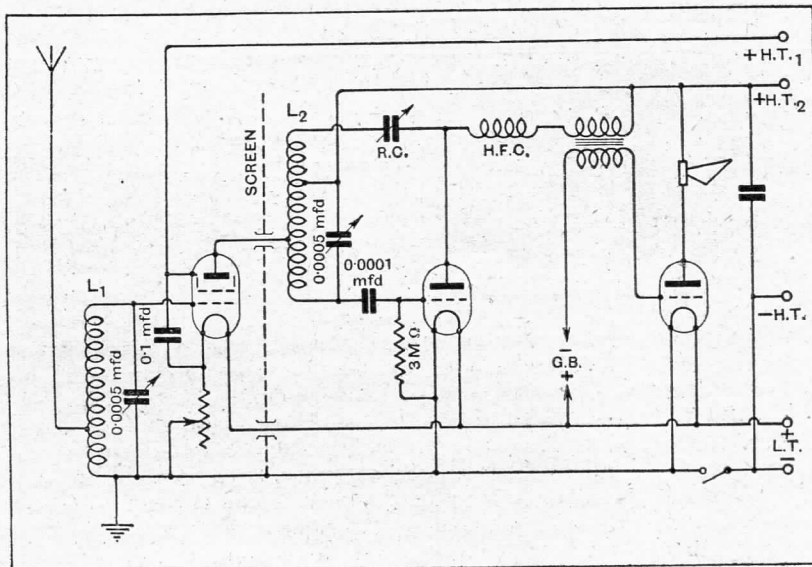 + H.T.1
+H.T.2
L2
R.C.
H.F.C.
SCREEN
0·0005 mfd
0·0001
mfd
L1
0·1 mfd
0·0005 mfd
3MΩ
-H.T.
-
G.B.
+
+
L.T.
-